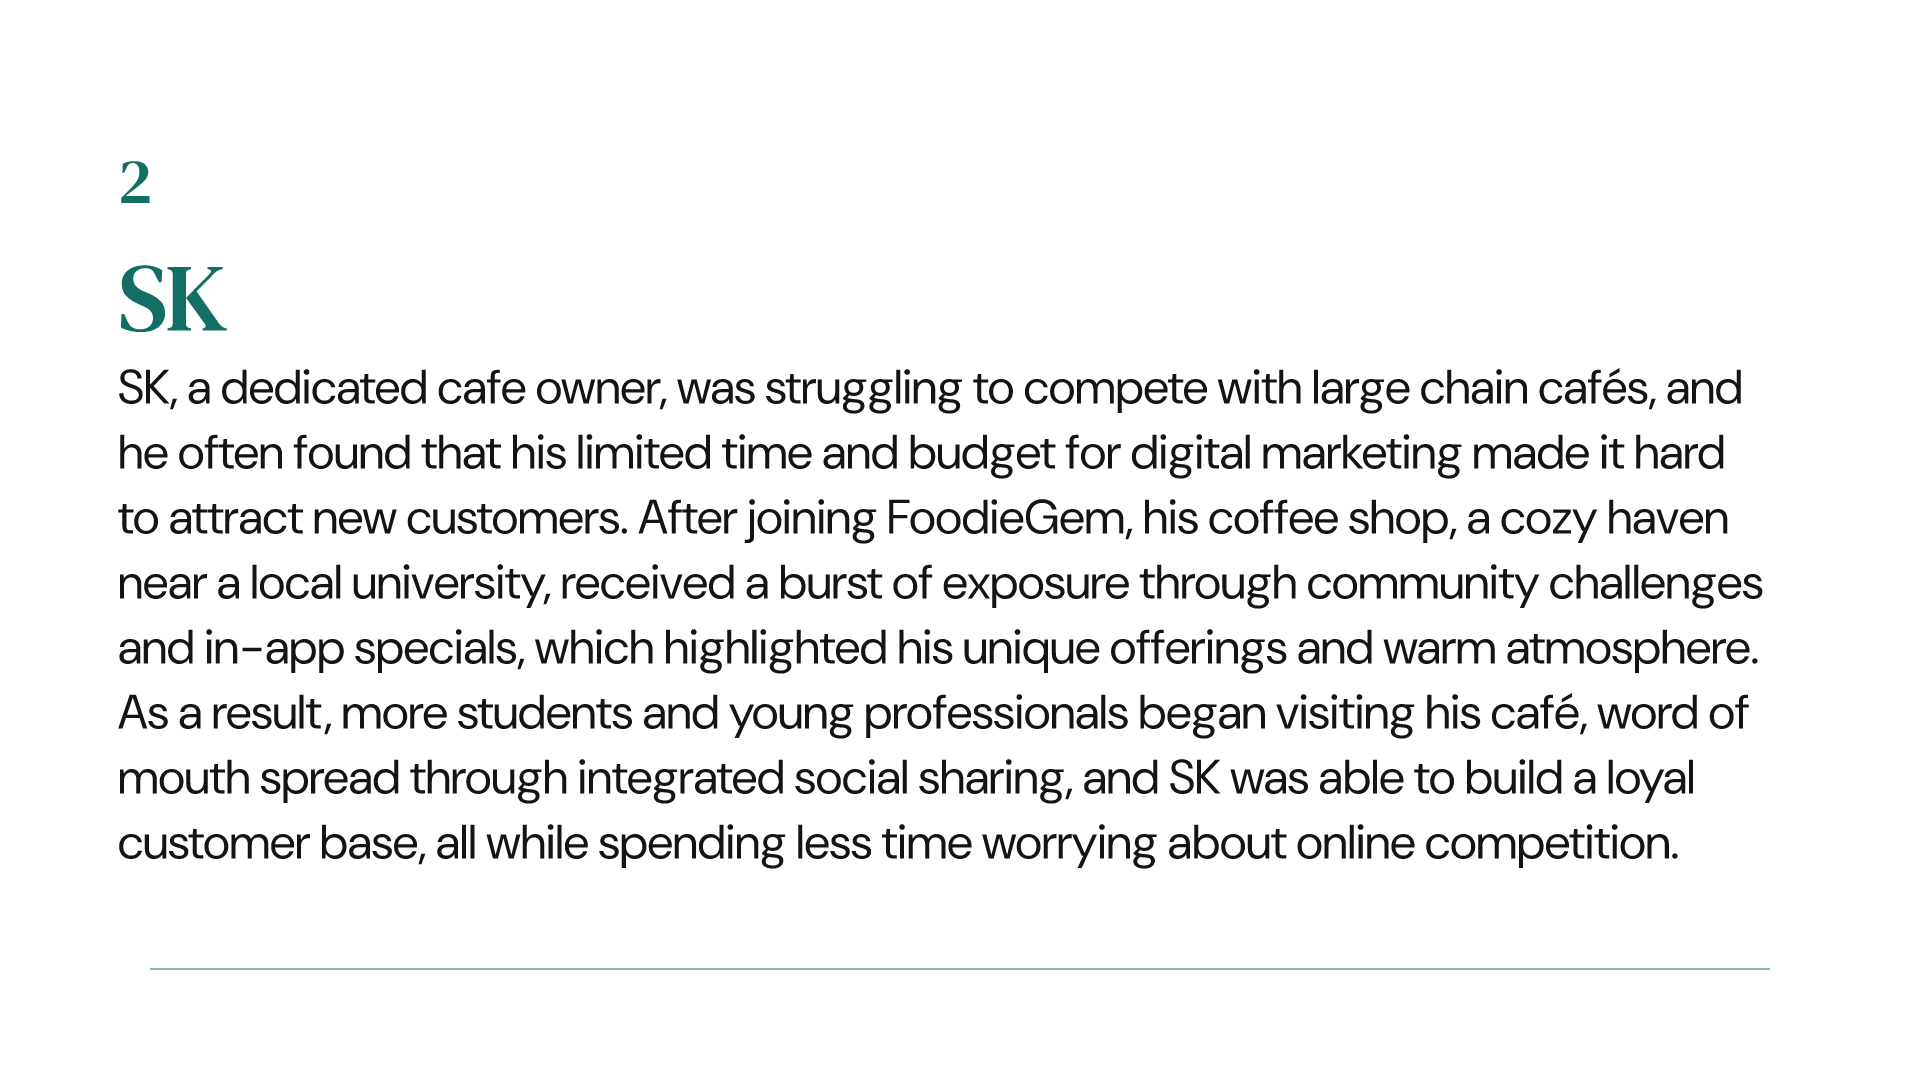 2
SK
SK, a dedicated cafe owner, was struggling to compete with large chain cafés, and
he often found that his limited time and budget for digital marketing made it hard
to attract new customers. After joining FoodieGem, his coffee shop, a cozy haven
near a local university, received a burst of exposure through community challenges
and in-app specials, which highlighted his unique offerings and warm atmosphere.
As a result, more students and young professionals began visiting his café, word of
mouth spread through integrated social sharing, and SK was able to build a loyal
customer base, all while spending less time worrying about online competition.